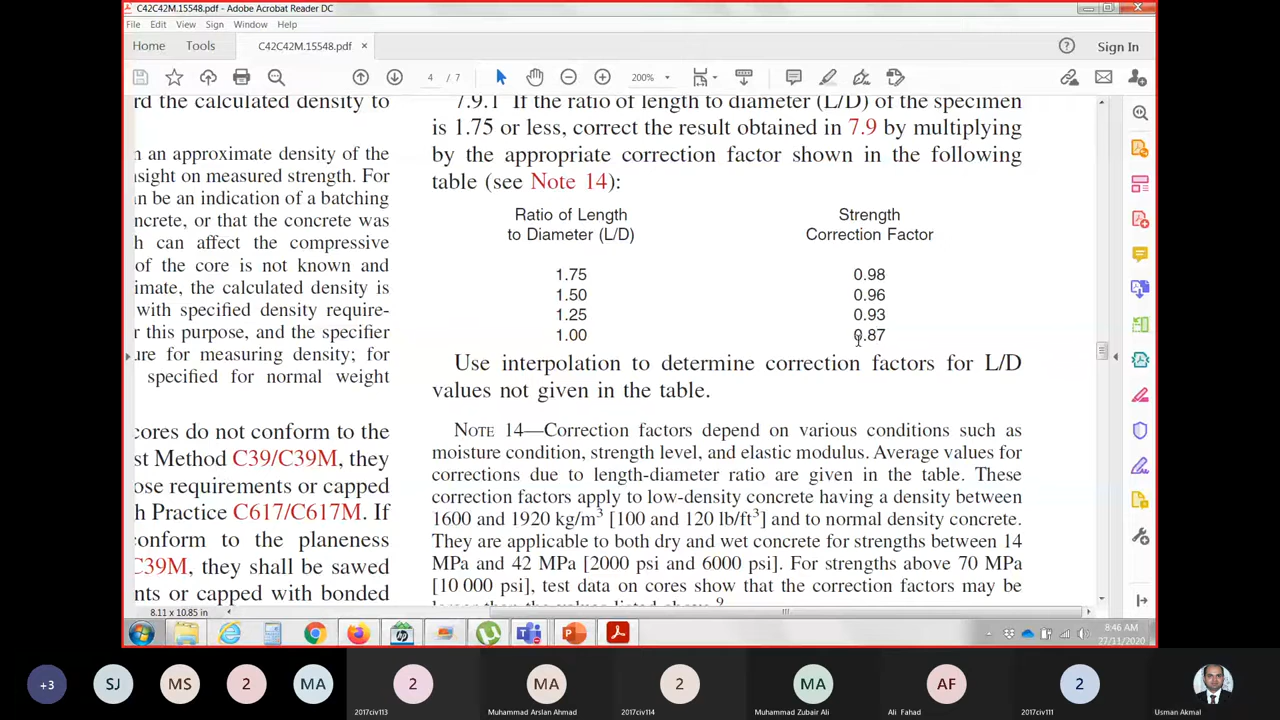 C42C42M.15548.pdf - Adobe Acrobat Reader DC
File Edit View Sign Window Help
Home Tools C42C42M.15548.pdf × Sign In
4 / 7 200%
rd the calculated density to
n an approximate density of the
nsight on measured strength. For
n be an indication of a batching
ncrete, or that the concrete was
h can affect the compressive
of the core is not known and
imate, the calculated density is
with specified density require-
r this purpose, and the specifier
ure for measuring density; for
specified for normal weight
cores do not conform to the
st Method C39/C39M, they
ose requirements or capped
h Practice C617/C617M. If
conform to the planeness
C39M, they shall be sawed
nts or capped with bonded
7.9.1 If the ratio of length to diameter (L/D) of the specimen
is 1.75 or less, correct the result obtained in 7.9 by multiplying
by the appropriate correction factor shown in the following
table (see Note 14):
Ratio of Length Strength
to Diameter (L/D) Correction Factor
1.75 0.98
1.50 0.96
1.25 0.93
1.00 0.87
Use interpolation to determine correction factors for L/D
values not given in the table.
NOTE 14—Correction factors depend on various conditions such as
moisture condition, strength level, and elastic modulus. Average values for
corrections due to length-diameter ratio are given in the table. These
correction factors apply to low-density concrete having a density between
1600 and 1920 kg/m³ [100 and 120 lb/ft³] and to normal density concrete.
They are applicable to both dry and wet concrete for strengths between 14
MPa and 42 MPa [2000 psi and 6000 psi]. For strengths above 70 MPa
[10 000 psi], test data on cores show that the correction factors may be
8.11 x 10.85 in
8:46 AM
27/11/2020
+3 SJ MS 2 MA 2 MA 2 MA AF 2
2017civ113 Muhammad Arslan Ahmad 2017civ114 Muhammad Zubair Ali Ali Fahad 2017civ111 Usman Akmal